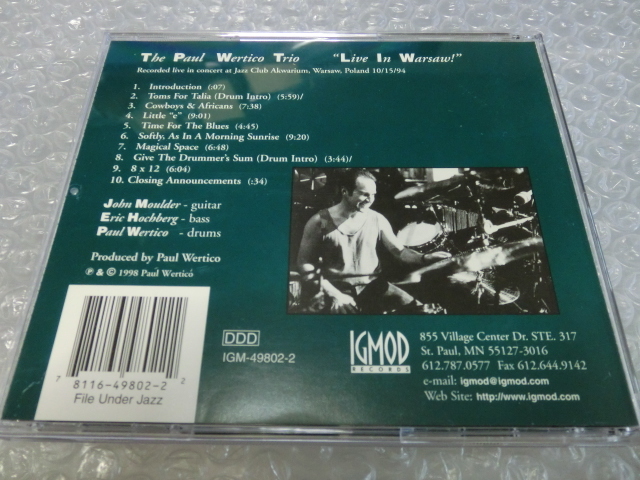 The Paul Wertico Trio "Live In Warsaw!"
Recorded live in concert at Jazz Club Akwarium, Warsaw, Poland 10/15/94
1. Introduction (:07)
2. Toms For Talia (Drum Intro) (5:59)/
3. Cowboys & Africans (7:38)
4. Little "e" (9:01)
5. Time For The Blues (4:45)
6. Softly, As In A Morning Sunrise (9:20)
7. Magical Space (6:48)
8. Give The Drummer's Sum (Drum Intro) (3:44)/
9. 8 x 12 (6:04)
10. Closing Announcements (:34)
John Moulder - guitar
Eric Hochberg - bass
Paul Wertico - drums
Produced by Paul Wertico
℗ & © 1998 Paul Wertico
7 8116-49802-2 2
File Under Jazz
DDD
IGM-49802-2
IGMOD
RECORDS
855 Village Center Dr. STE. 317
St. Paul, MN 55127-3016
612.787.0577 Fax 612.644.9142
e-mail: igmod@igmod.com
Web Site: http://www.igmod.com